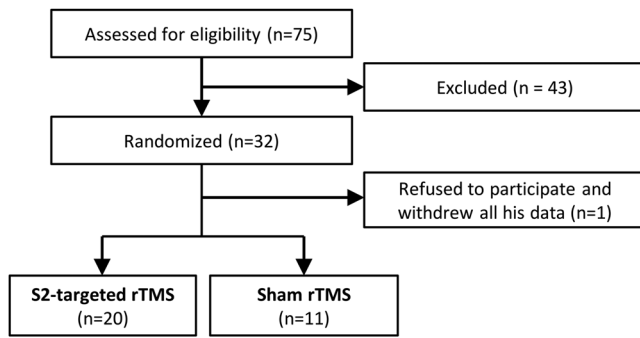 Assessed for eligibility (n=75)
Excluded (n = 43)
Randomized (n=32)
Refused to participate and
withdrew all his data (n=1)
S2-targeted rTMS
(n=20)
Sham rTMS
(n=11)